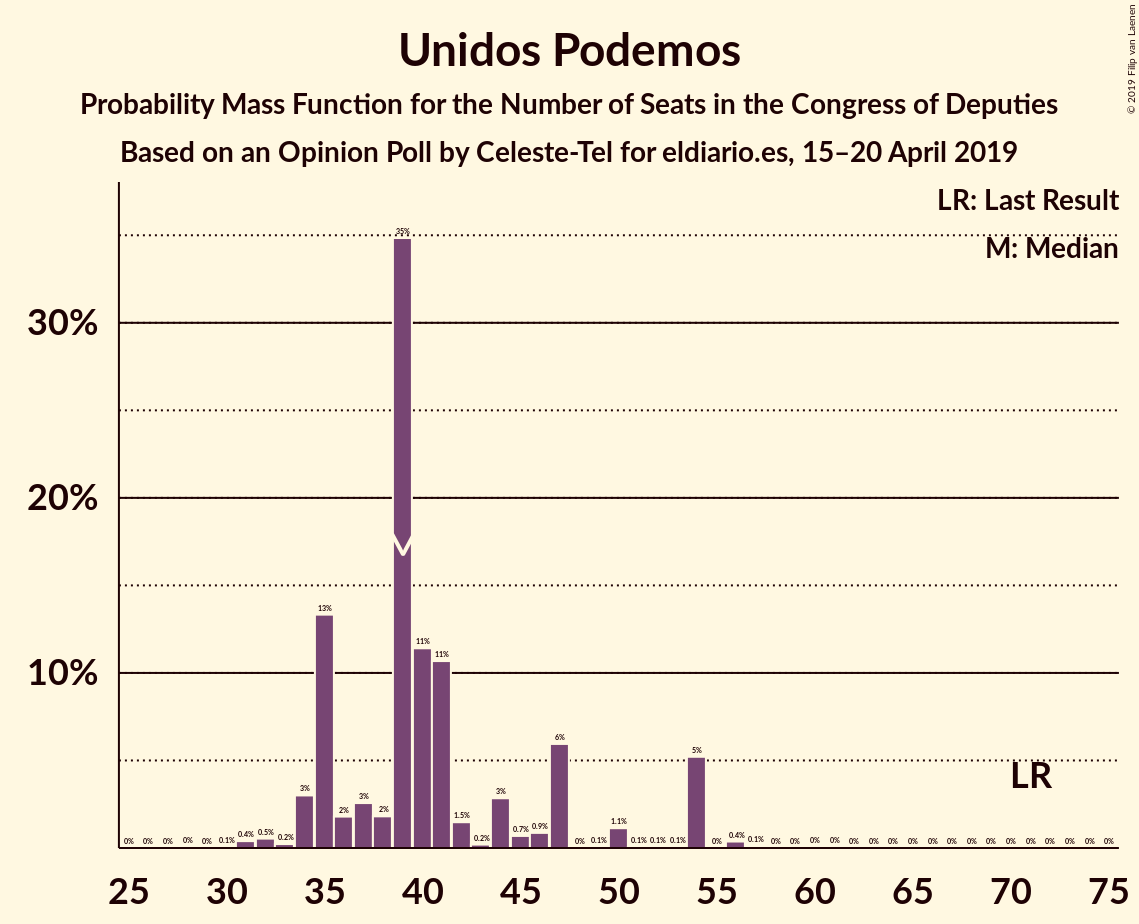 Unidos Podemos
Probability Mass Function for the Number of Seats in the Congress of Deputies
Based on an Opinion Poll by Celeste-Tel for eldiario.es, 15–20 April 2019
© 2019 Filip van Laenen
LR: Last Result
M: Median
30%
20%
10%
0% 0% 0% 0% 0% 0.1% 0.4% 0.5% 0.2% 3% 13% 2% 3% 2% 35% 11% 11% 1.5% 0.2% 3% 0.7% 0.9% 6% 0% 0.1% 1.1% 0.1% 0.1% 0.1% 5% 0% 0.4% 0.1% 0% 0% 0% 0% 0% 0% 0% 0% 0% 0% 0% 0% 0% 0% 0% 0% 0% 0%
LR
25 30 35 40 45 50 55 60 65 70 75